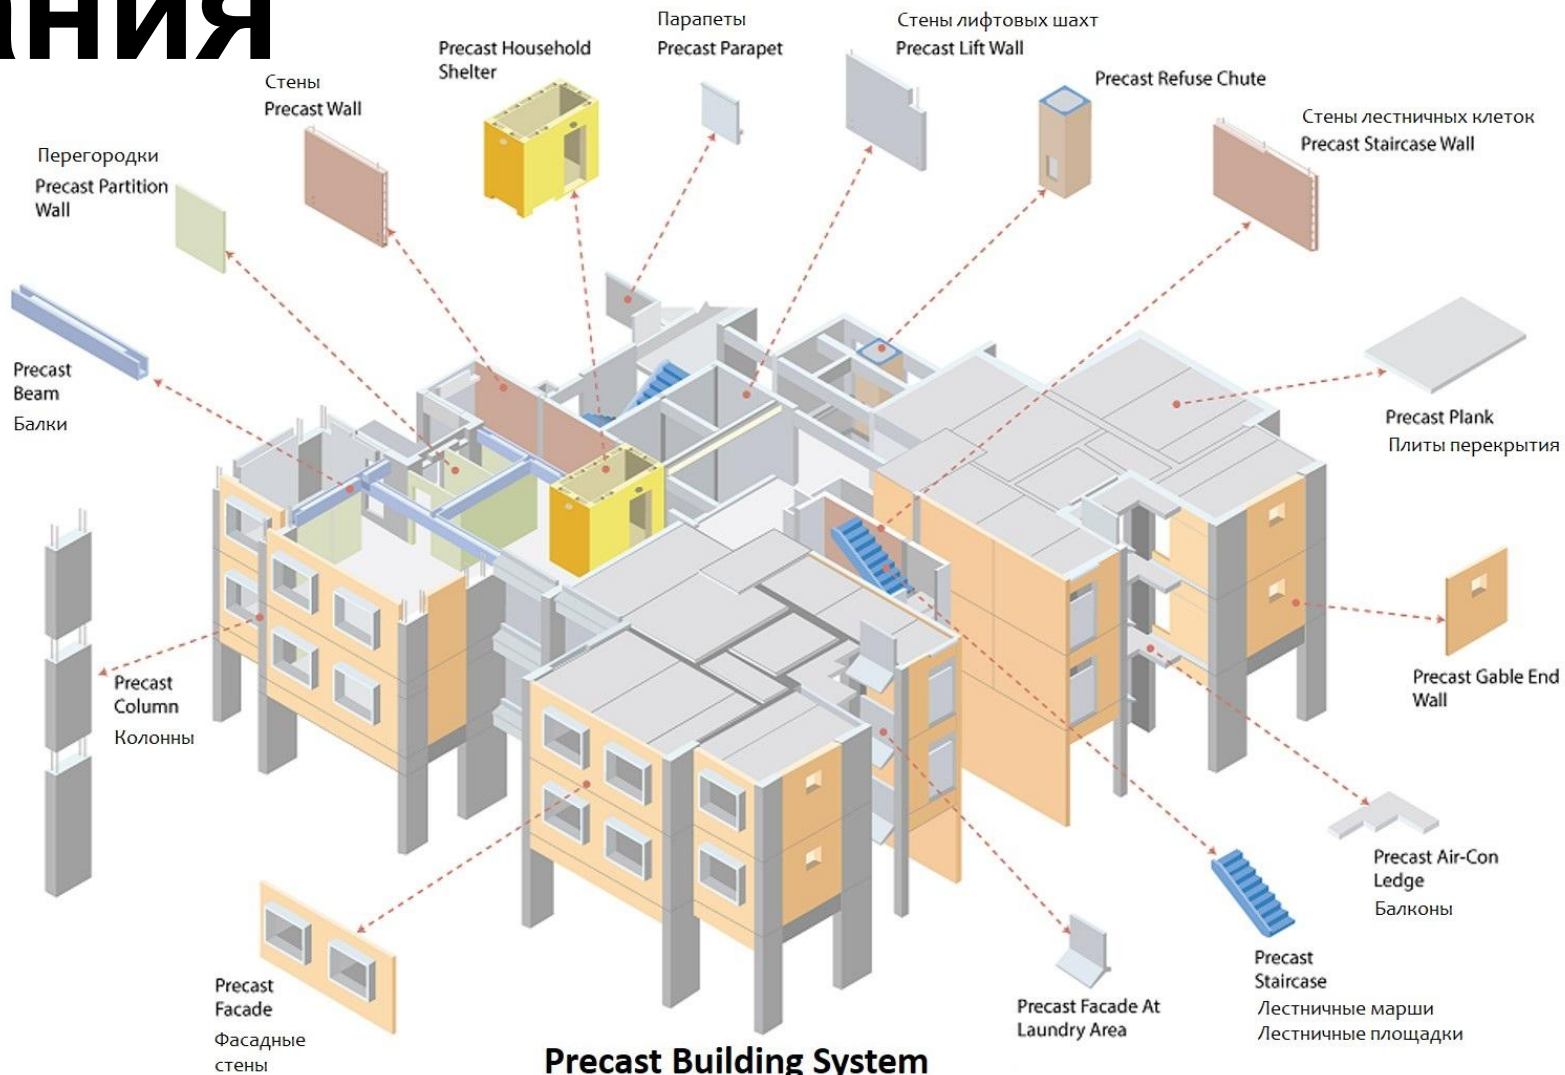 Парапеты
Precast Parapet
Стены лифтовых шахт
Precast Lift Wall
Precast Household
Shelter
Стены
Precast Wall
Precast Refuse Chute
Стены лестничных клеток
Precast Staircase Wall
Перегородки
Precast Partition
Wall
Precast
Beam
Балки
Precast Plank
Плиты перекрытия
Precast
Column
Колонны
Precast Gable End
Wall
Precast Air-Con
Ledge
Балконы
Precast
Staircase
Лестничные марши
Лестничные площадки
Precast
Facade
Фасадные
стены
Precast Facade At
Laundry Area
Precast Building System